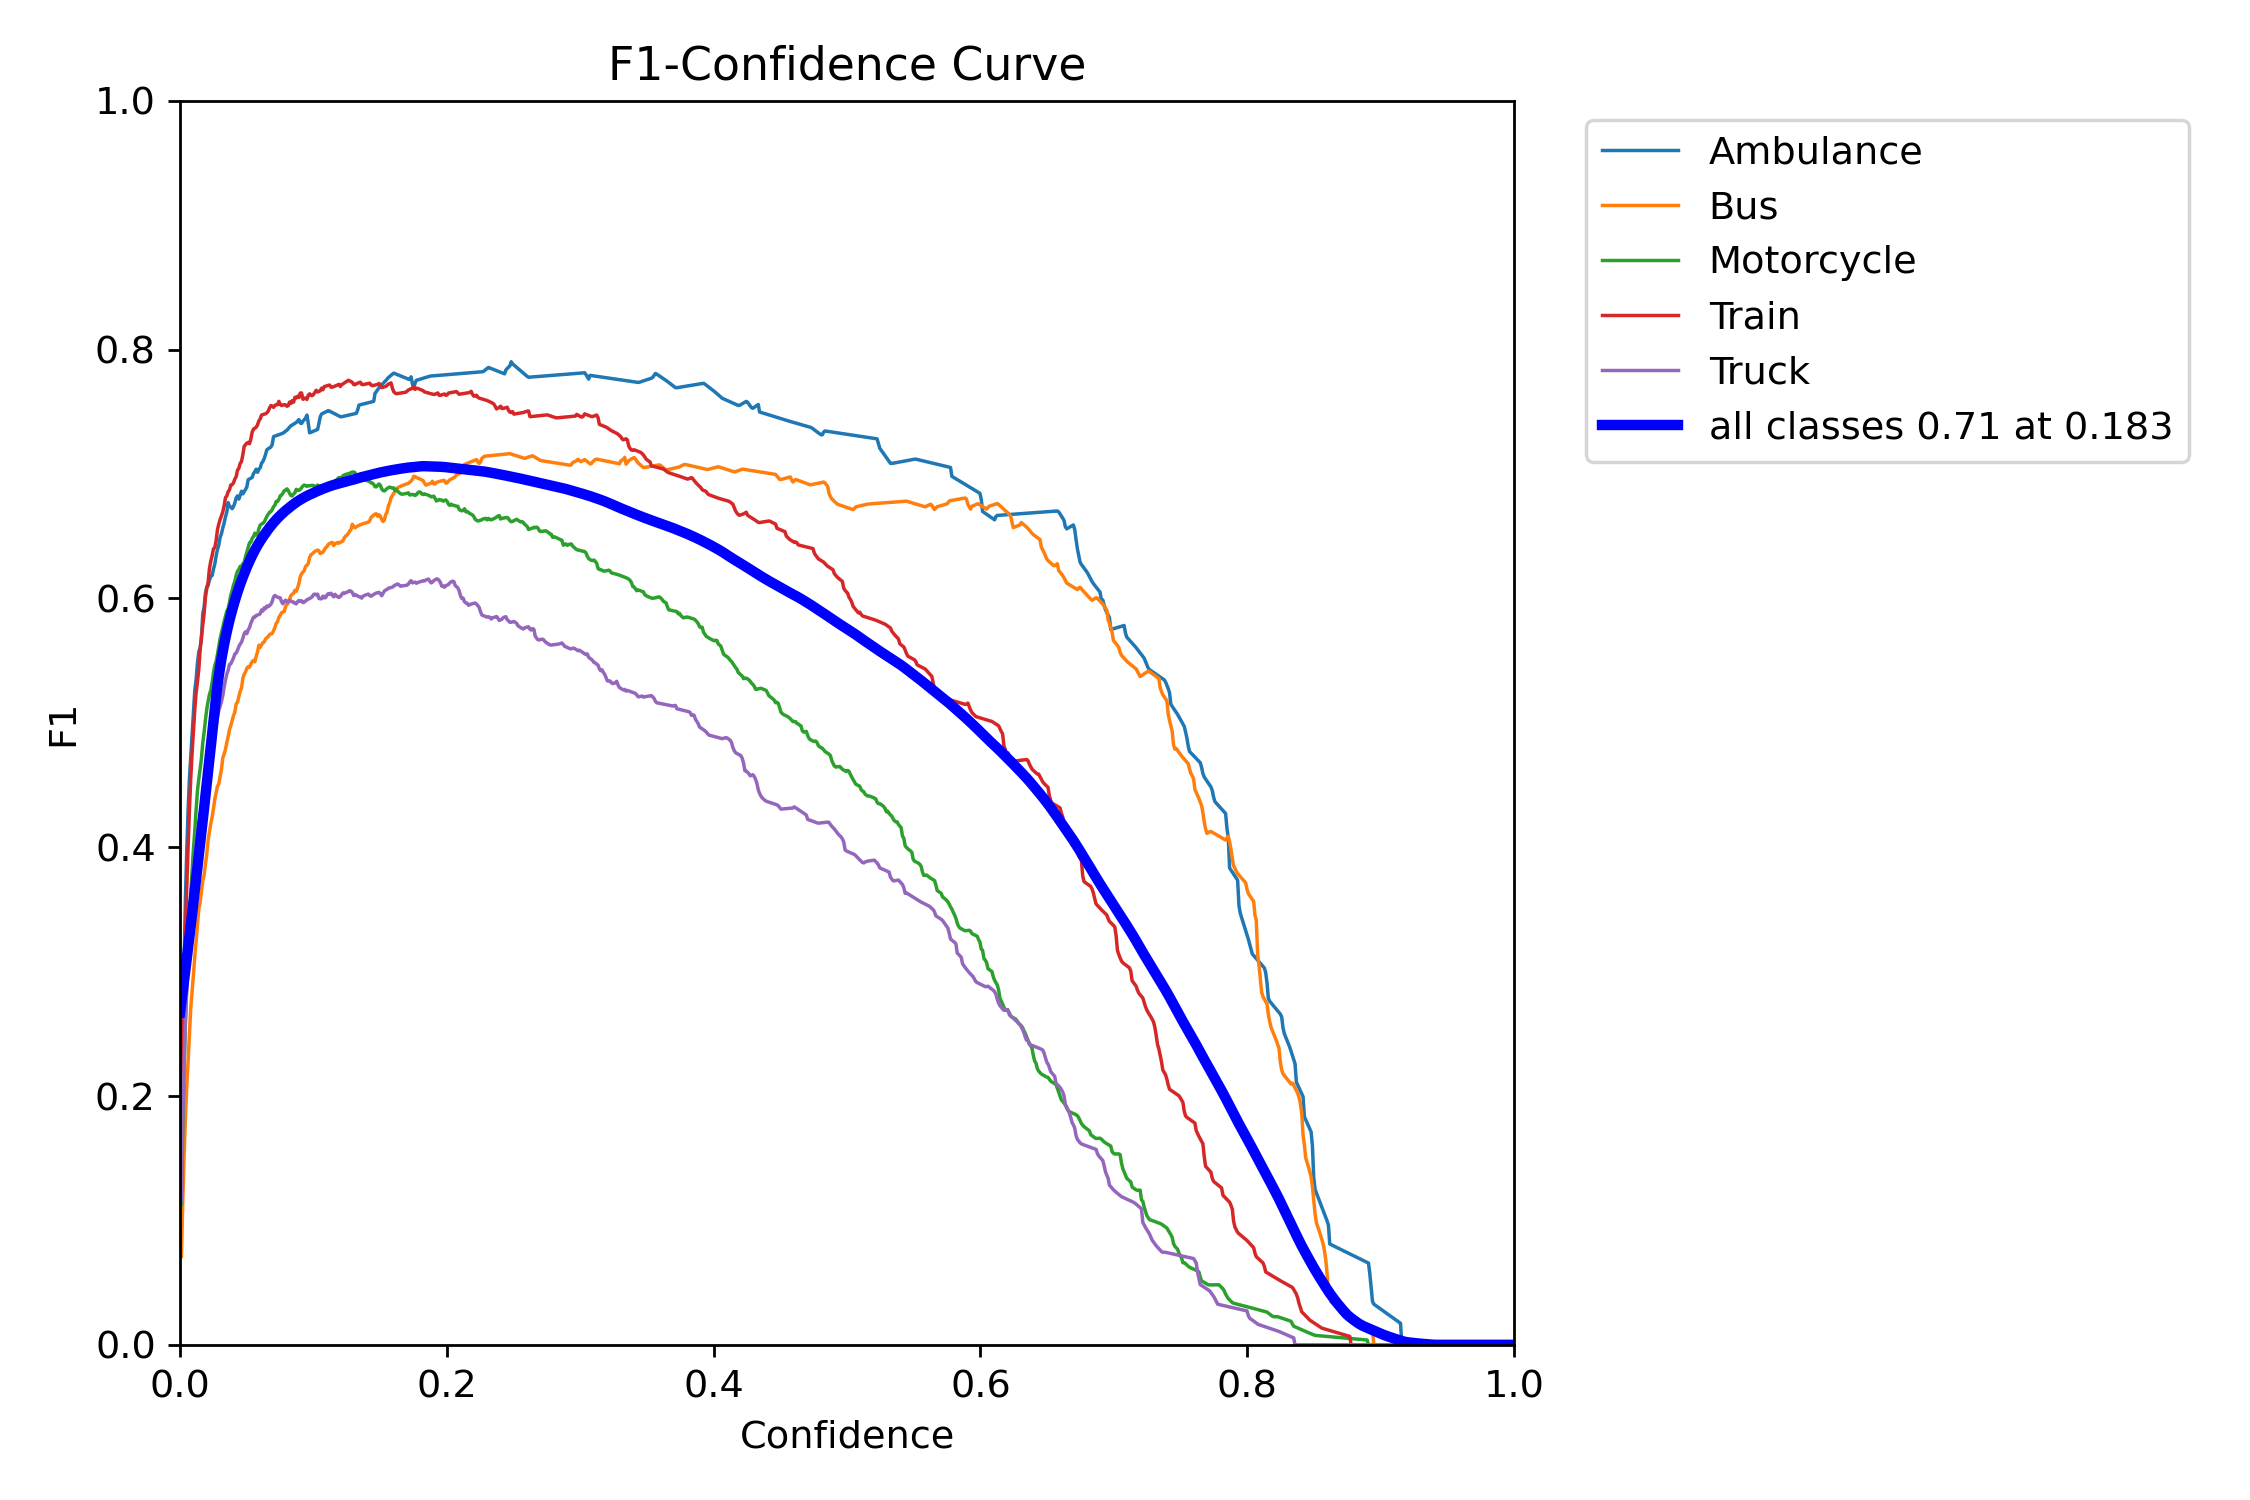 F1-Confidence Curve
1.0
0.8
0.6
0.4
0.2
0.0
F1
0.0 0.2 0.4 0.6 0.8 1.0
Confidence
Ambulance
Bus
Motorcycle
Train
Truck
all classes 0.71 at 0.183